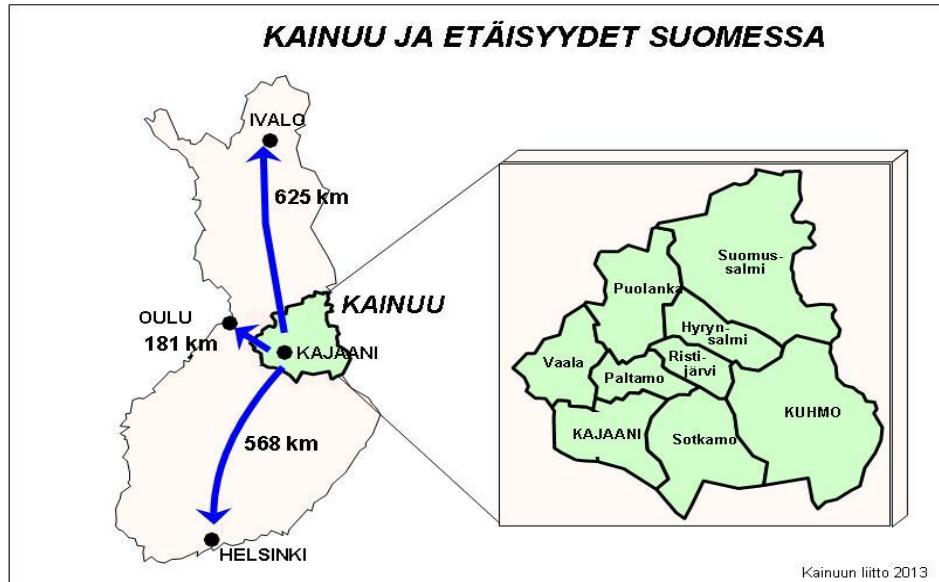 KAINUU JA ETÄISYYDET SUOMESSA
IVALO
625 km
KAINUU
OULU
181 km
KAJAANI
568 km
HELSINKI
Suomus-
salmi
Puolanka
Hyryn-
salmi
Vaala
Risti-
järvi
Paltamo
KUHMO
KAJAANI
Sotkamo
Kainuun liitto 2013